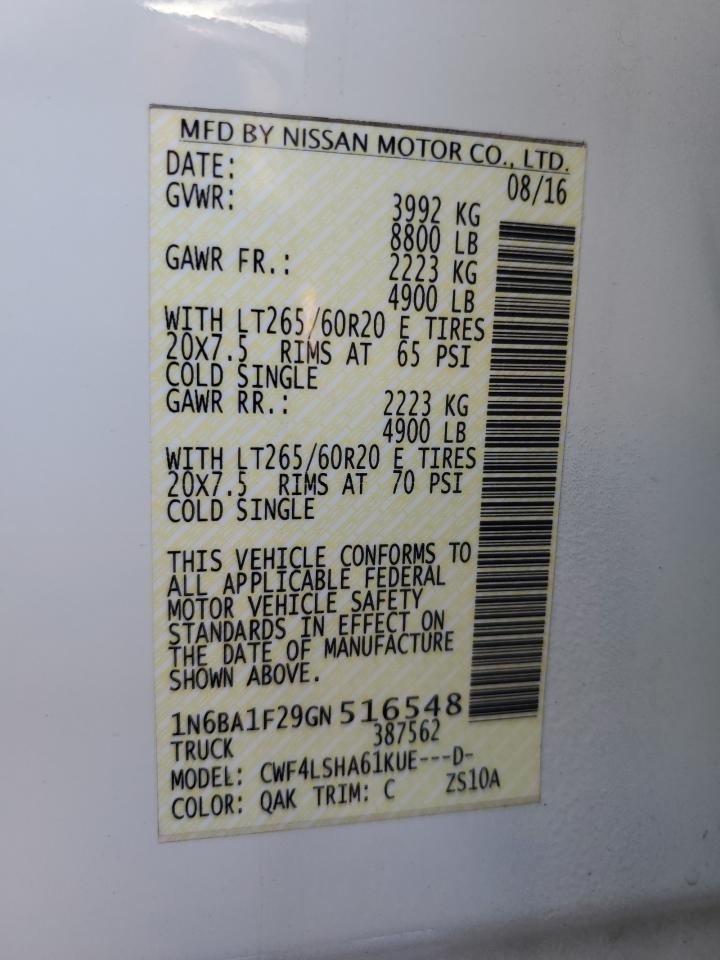 MFD BY NISSAN MOTOR CO., LTD.
DATE: 08/16
GVWR: 3992 KG
8800 LB
GAWR FR.: 2223 KG
4900 LB
WITH LT265/60R20 E TIRES
20X7.5 RIMS AT 65 PSI
COLD SINGLE
GAWR RR.: 2223 KG
4900 LB
WITH LT265/60R20 E TIRES
20X7.5 RIMS AT 70 PSI
COLD SINGLE
THIS VEHICLE CONFORMS TO
ALL APPLICABLE FEDERAL
MOTOR VEHICLE SAFETY
STANDARDS IN EFFECT ON
THE DATE OF MANUFACTURE
SHOWN ABOVE.
1N6BA1F29GN 516548
TRUCK 387562
MODEL: CWF4LSHA61KUE---D-
COLOR: QAK TRIM: C ZS10A